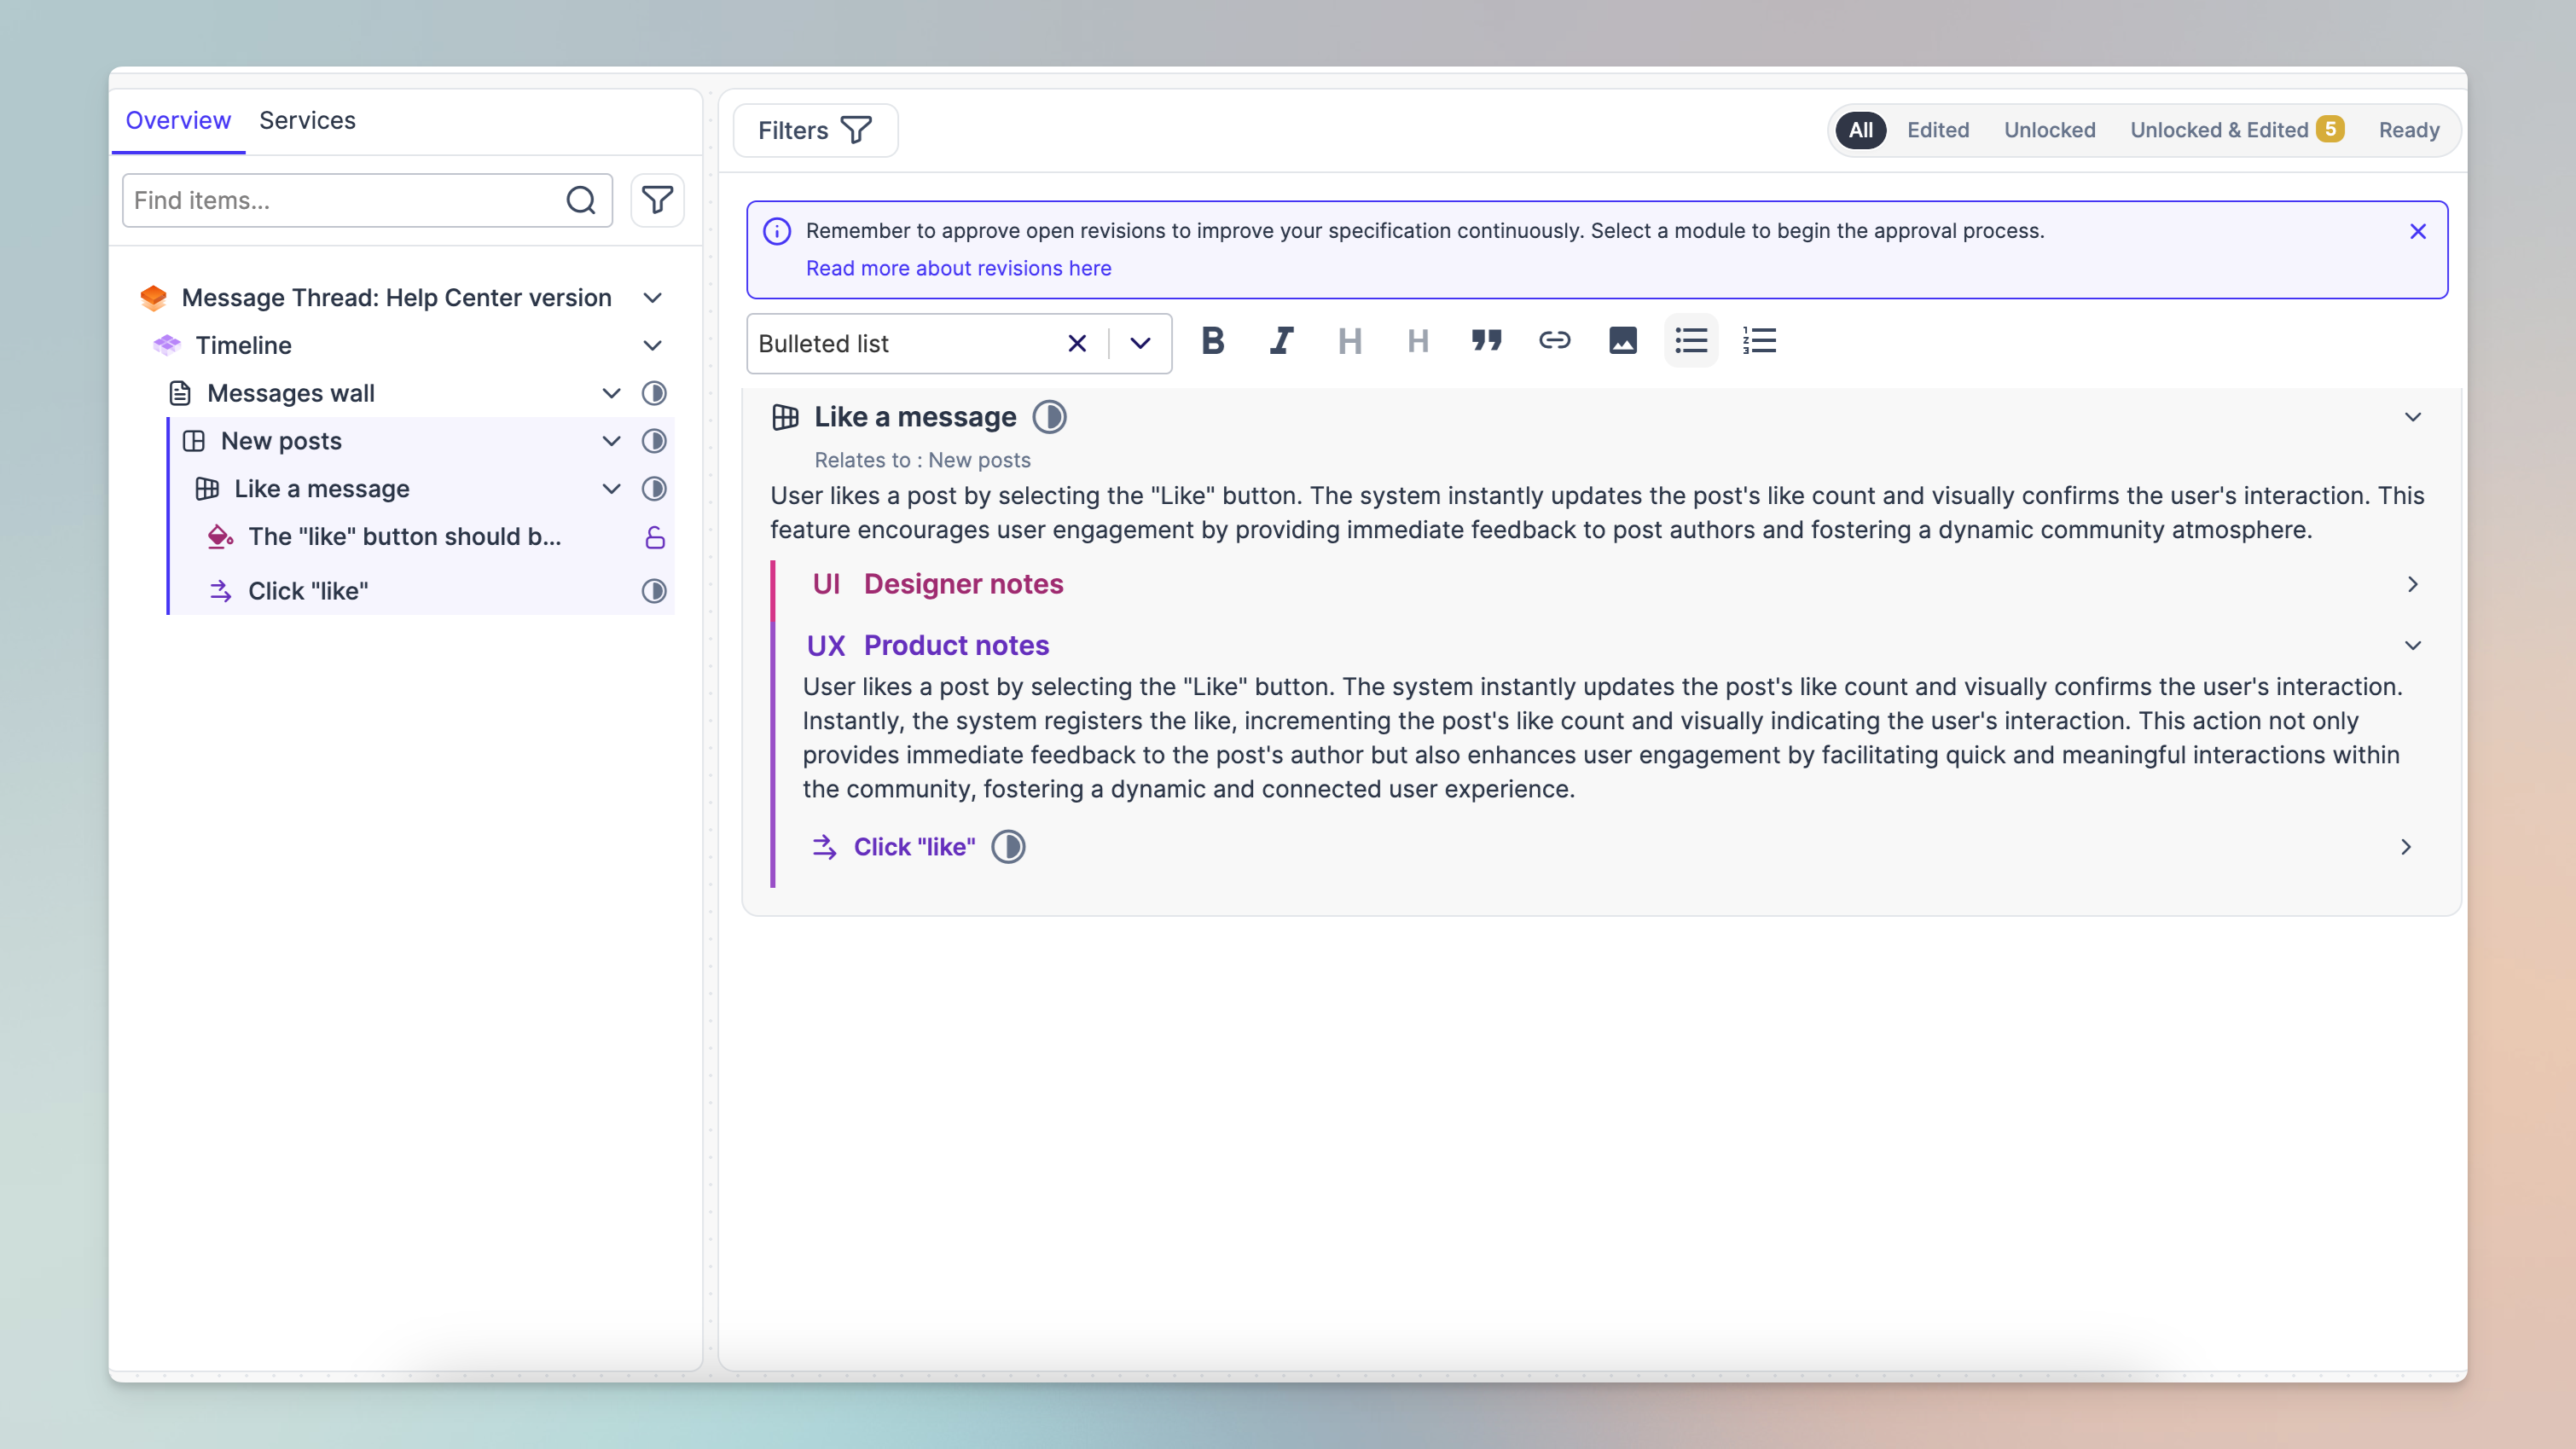 Overview Services
Find items...
Message Thread: Help Center version
Timeline
Messages wall
New posts
Like a message
The "like" button should b...
Click "like"
Filters
All Edited Unlocked Unlocked & Edited 5 Ready
Remember to approve open revisions to improve your specification continuously. Select a module to begin the approval process.
Read more about revisions here
Bulleted list
B I H H
Like a message
Relates to : New posts
User likes a post by selecting the "Like" button. The system instantly updates the post's like count and visually confirms the user's interaction. This
feature encourages user engagement by providing immediate feedback to post authors and fostering a dynamic community atmosphere.
UI Designer notes
UX Product notes
User likes a post by selecting the "Like" button. The system instantly updates the post's like count and visually confirms the user's interaction.
Instantly, the system registers the like, incrementing the post's like count and visually indicating the user's interaction. This action not only
provides immediate feedback to the post's author but also enhances user engagement by facilitating quick and meaningful interactions within
the community, fostering a dynamic and connected user experience.
Click "like"